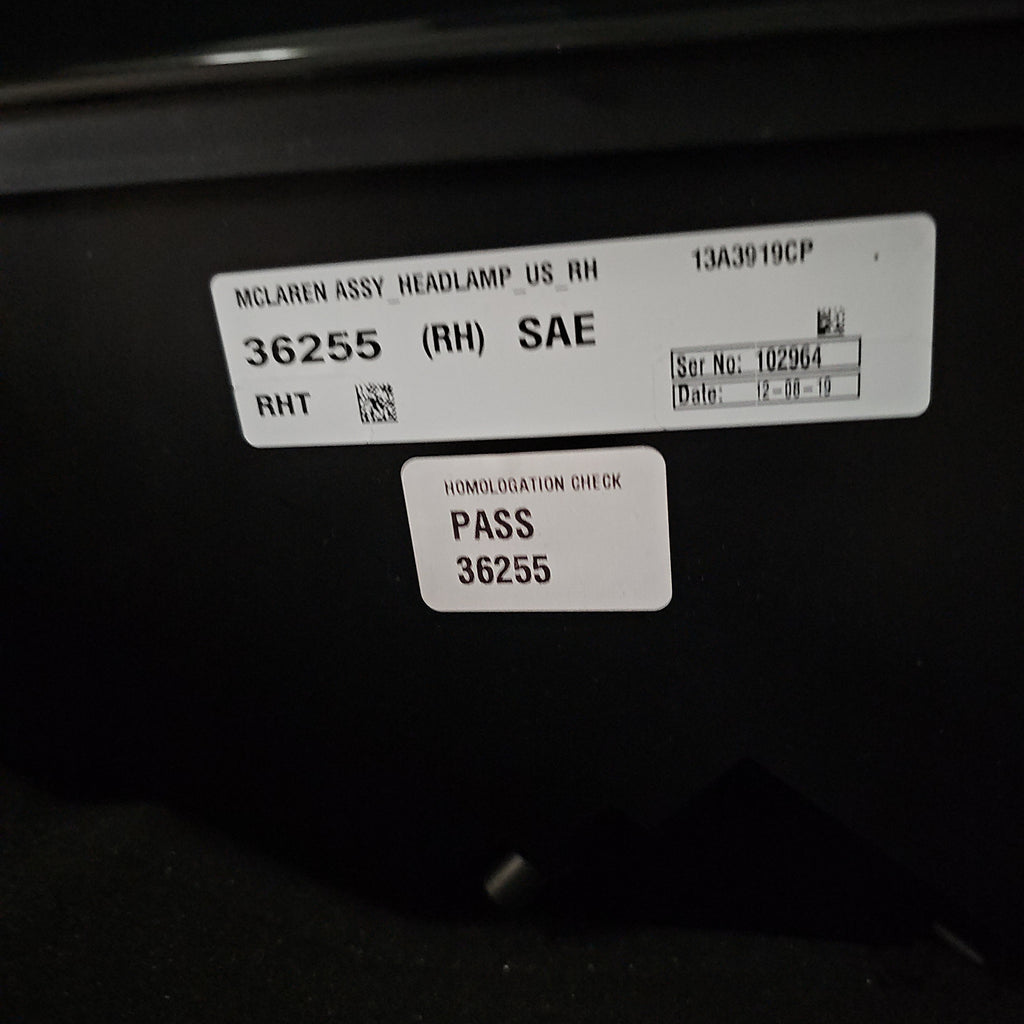 MCLAREN ASSY_HEADLAMP_US_RH
13A3919CP
36255 (RH) SAE
RHT
Ser No: 102964
Date: 12-08-19
HOMOLOGATION CHECK
PASS
36255